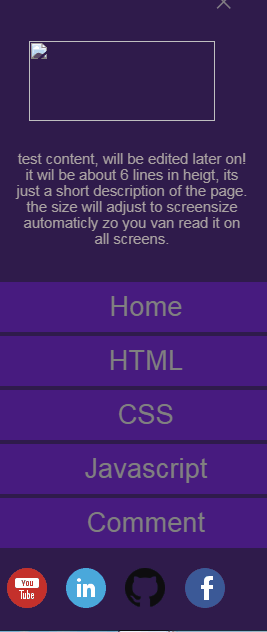 test content, will be edited later on!
it wil be about 6 lines in heigt, its
just a short description of the page.
the size will adjust to screensize
automaticly zo you van read it on
all screens.
Home
HTML
CSS
Javascript
Comment
You
Tube
in
f